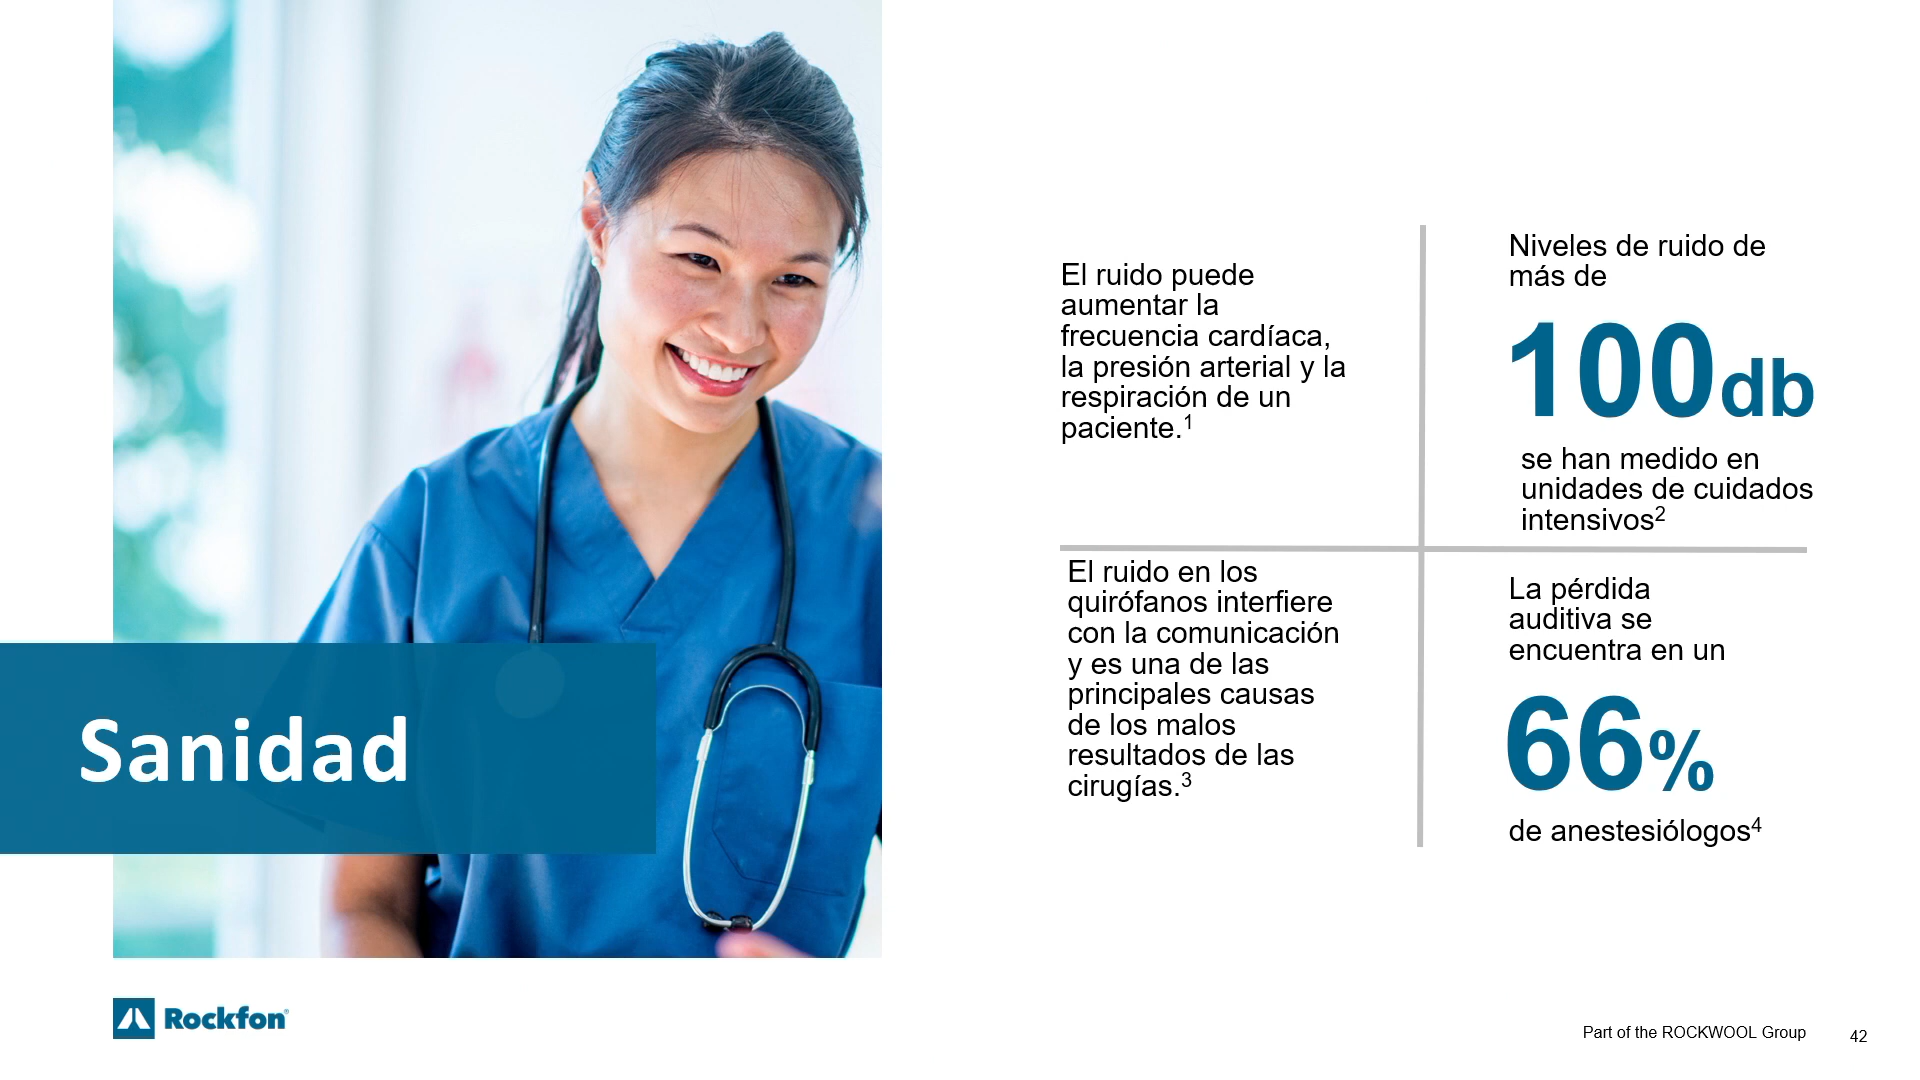 Sanidad
El ruido puede
aumentar la
frecuencia cardíaca,
la presión arterial y la
respiración de un
paciente.1
Niveles de ruido de
más de
100db
se han medido en
unidades de cuidados
intensivos2
El ruido en los
quirófanos interfiere
con la comunicación
y es una de las
principales causas
de los malos
resultados de las
cirugías.3
La pérdida
auditiva se
encuentra en un
66%
de anestesiólogos4
Rockfon®
Part of the ROCKWOOL Group
42